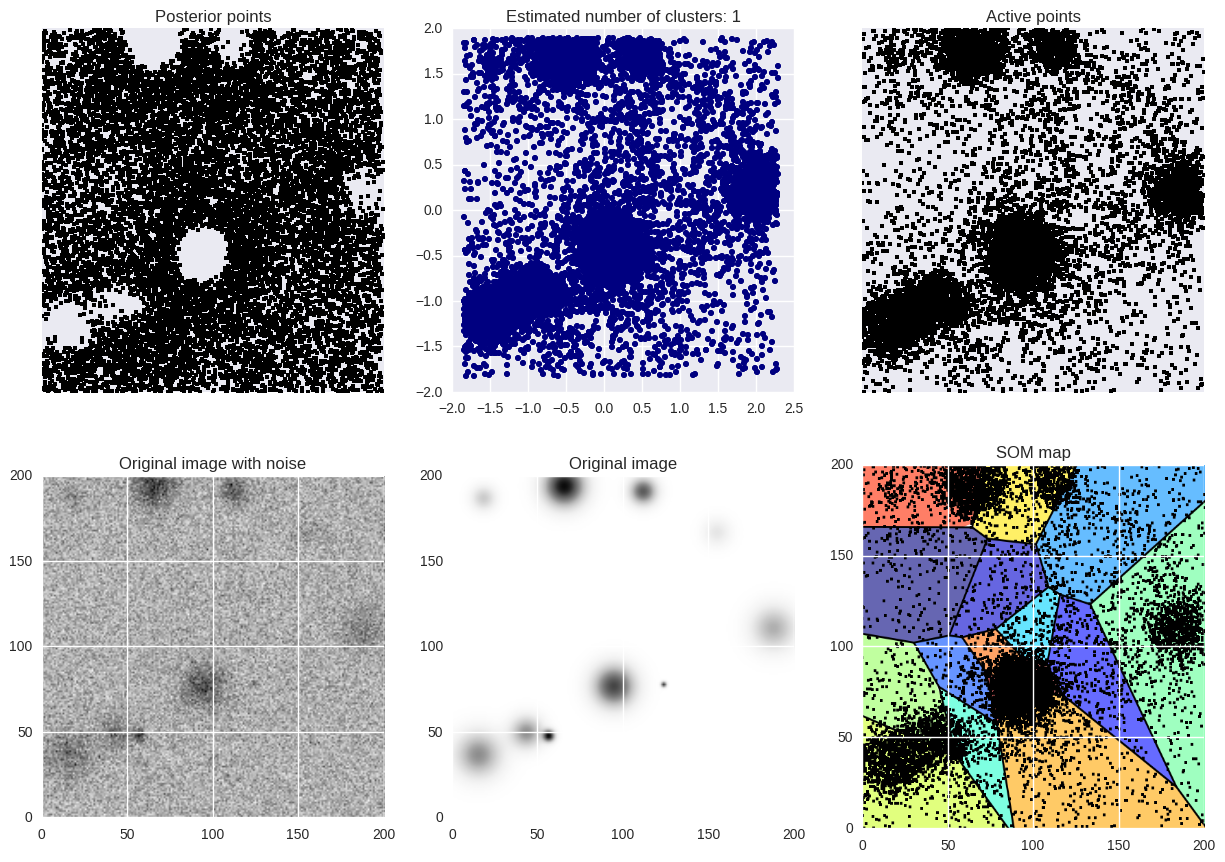 Posterior points
Estimated number of clusters: 1
Active points
2.0
1.5
1.0
0.5
0.0
−0.5
−1.0
−1.5
−2.0
−2.0 −1.5 −1.0 −0.5 0.0 0.5 1.0 1.5 2.0 2.5
Original image with noise
Original image
SOM map
200
150
100
50
0
0 50 100 150 200
200
150
100
50
0
0 50 100 150 200
200
150
100
50
0
0 50 100 150 200